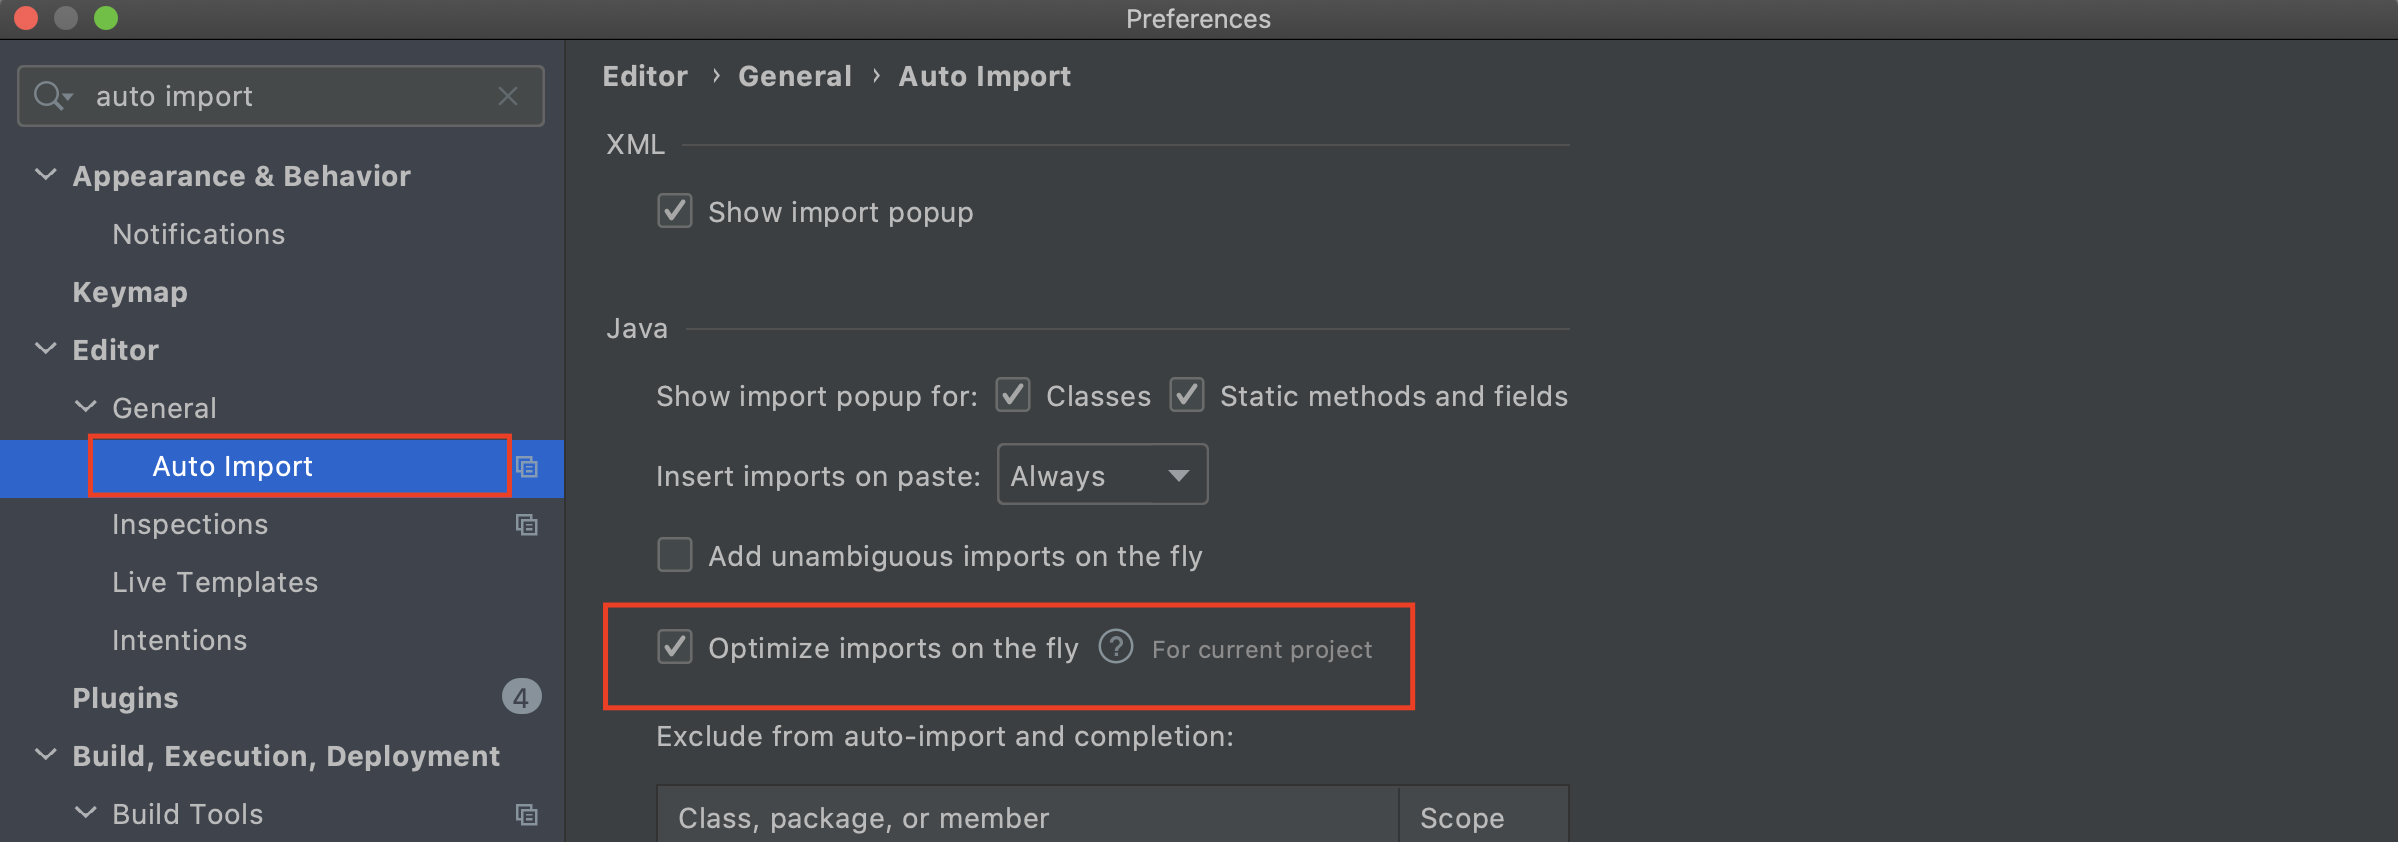 Preferences
auto import
Appearance & Behavior
Notifications
Keymap
Editor
General
Auto Import
Inspections
Live Templates
Intentions
Plugins 4
Build, Execution, Deployment
Build Tools
Editor › General › Auto Import
XML
Show import popup
Java
Show import popup for: Classes Static methods and fields
Insert imports on paste: Always
Add unambiguous imports on the fly
Optimize imports on the fly ? For current project
Exclude from auto-import and completion:
Class, package, or member Scope